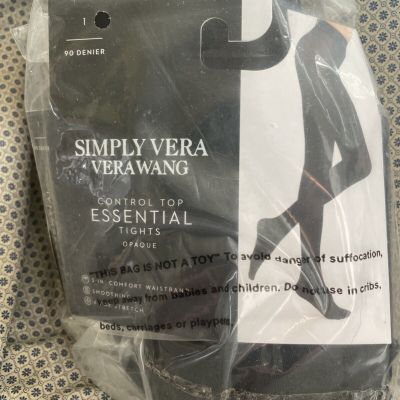 1
90 DENIER
SIMPLY VERA
VERAWANG
CONTROL TOP
ESSENTIAL
TIGHTS
OPAQUE
"THIS BAG IS NOT A TOY" To avoid danger of suffocation,
keep away from babies and children. Do not use in cribs,
beds, carriages or playpens.
COMFORT WAISTBAND
SMOOTHING
STRETCH